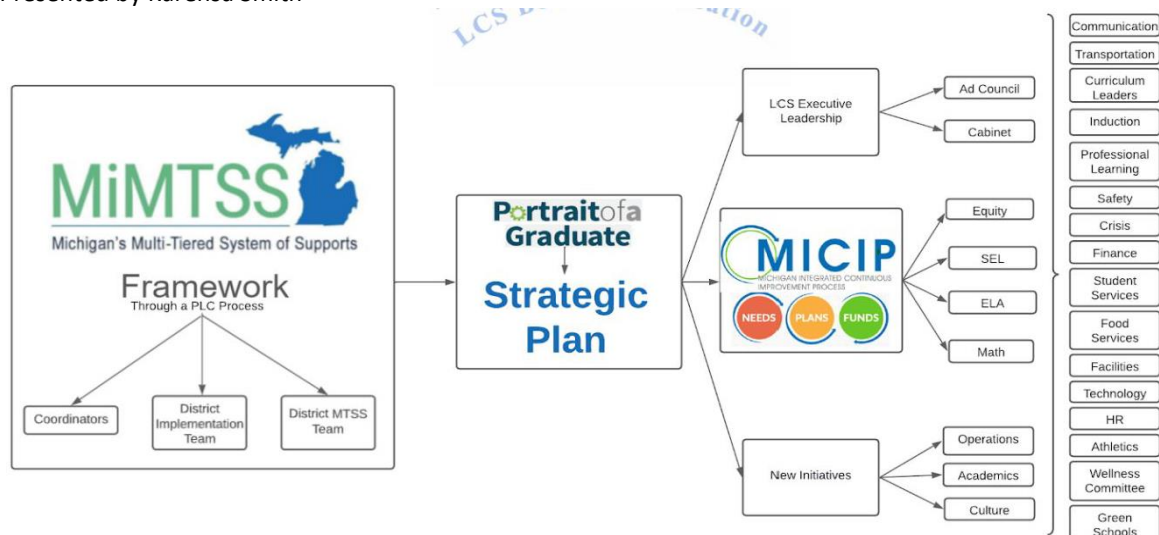 LCS
Communication
Transportation
Curriculum
Leaders
Induction
Professional
Learning
Safety
Crisis
Finance
Student
Services
Food
Services
Facilities
Technology
HR
Athletics
Wellness
Committee
Green
Schools
MiMTSS
Michigan's Multi-Tiered System of Supports
Framework
Through a PLC Process
Coordinators
District
Implementation
Team
District MTSS
Team
Portrait of a
Graduate
Strategic
Plan
LCS Executive
Leadership
Ad Council
Cabinet
MICIP
MICHIGAN INTEGRATED CONTINUOUS
IMPROVEMENT PROCESS
NEEDS PLANS FUNDS
Equity
SEL
ELA
Math
New Initiatives
Operations
Academics
Culture